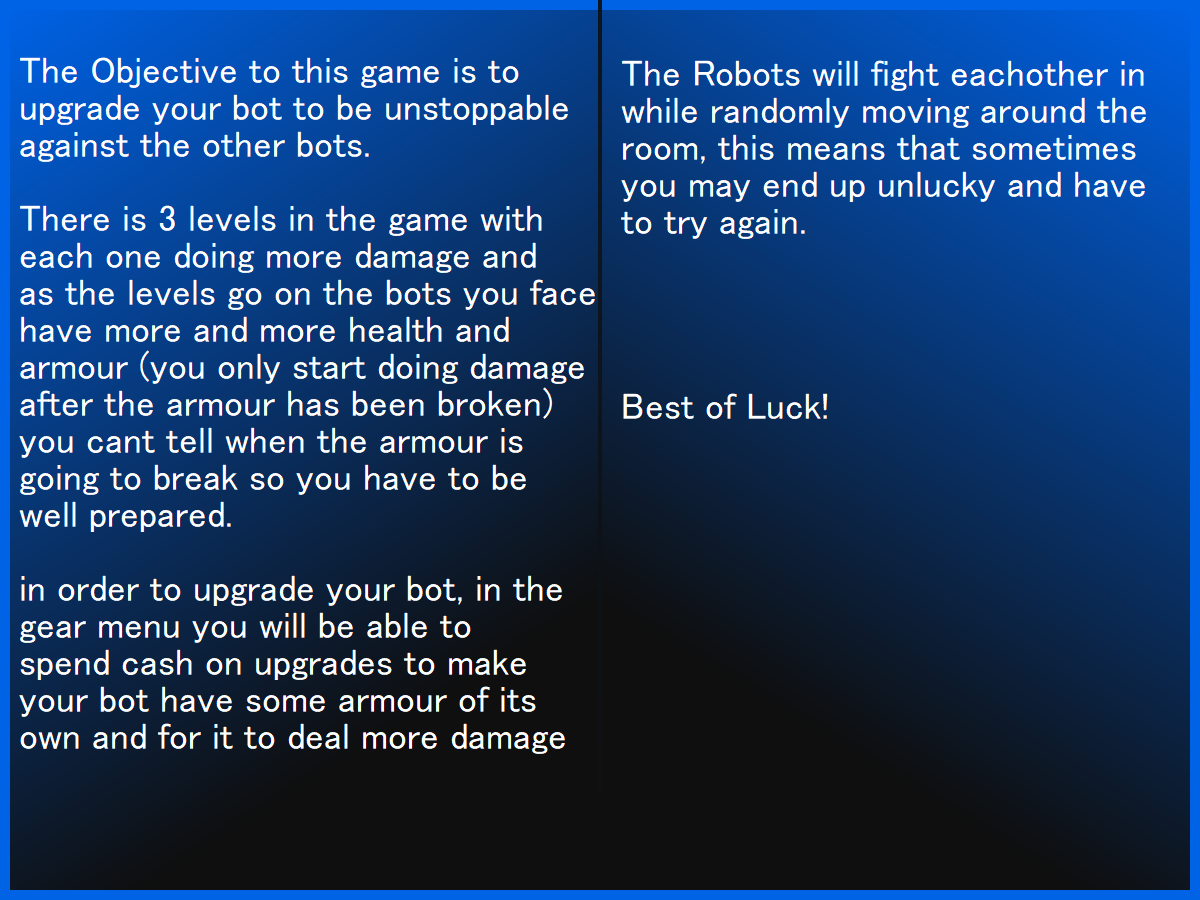 The Objective to this game is to
upgrade your bot to be unstoppable
against the other bots.
There is 3 levels in the game with
each one doing more damage and
as the levels go on the bots you face
have more and more health and
armour (you only start doing damage
after the armour has been broken)
you cant tell when the armour is
going to break so you have to be
well prepared.
in order to upgrade your bot, in the
gear menu you will be able to
spend cash on upgrades to make
your bot have some armour of its
own and for it to deal more damage
The Robots will fight eachother in
while randomly moving around the
room, this means that sometimes
you may end up unlucky and have
to try again.
Best of Luck!